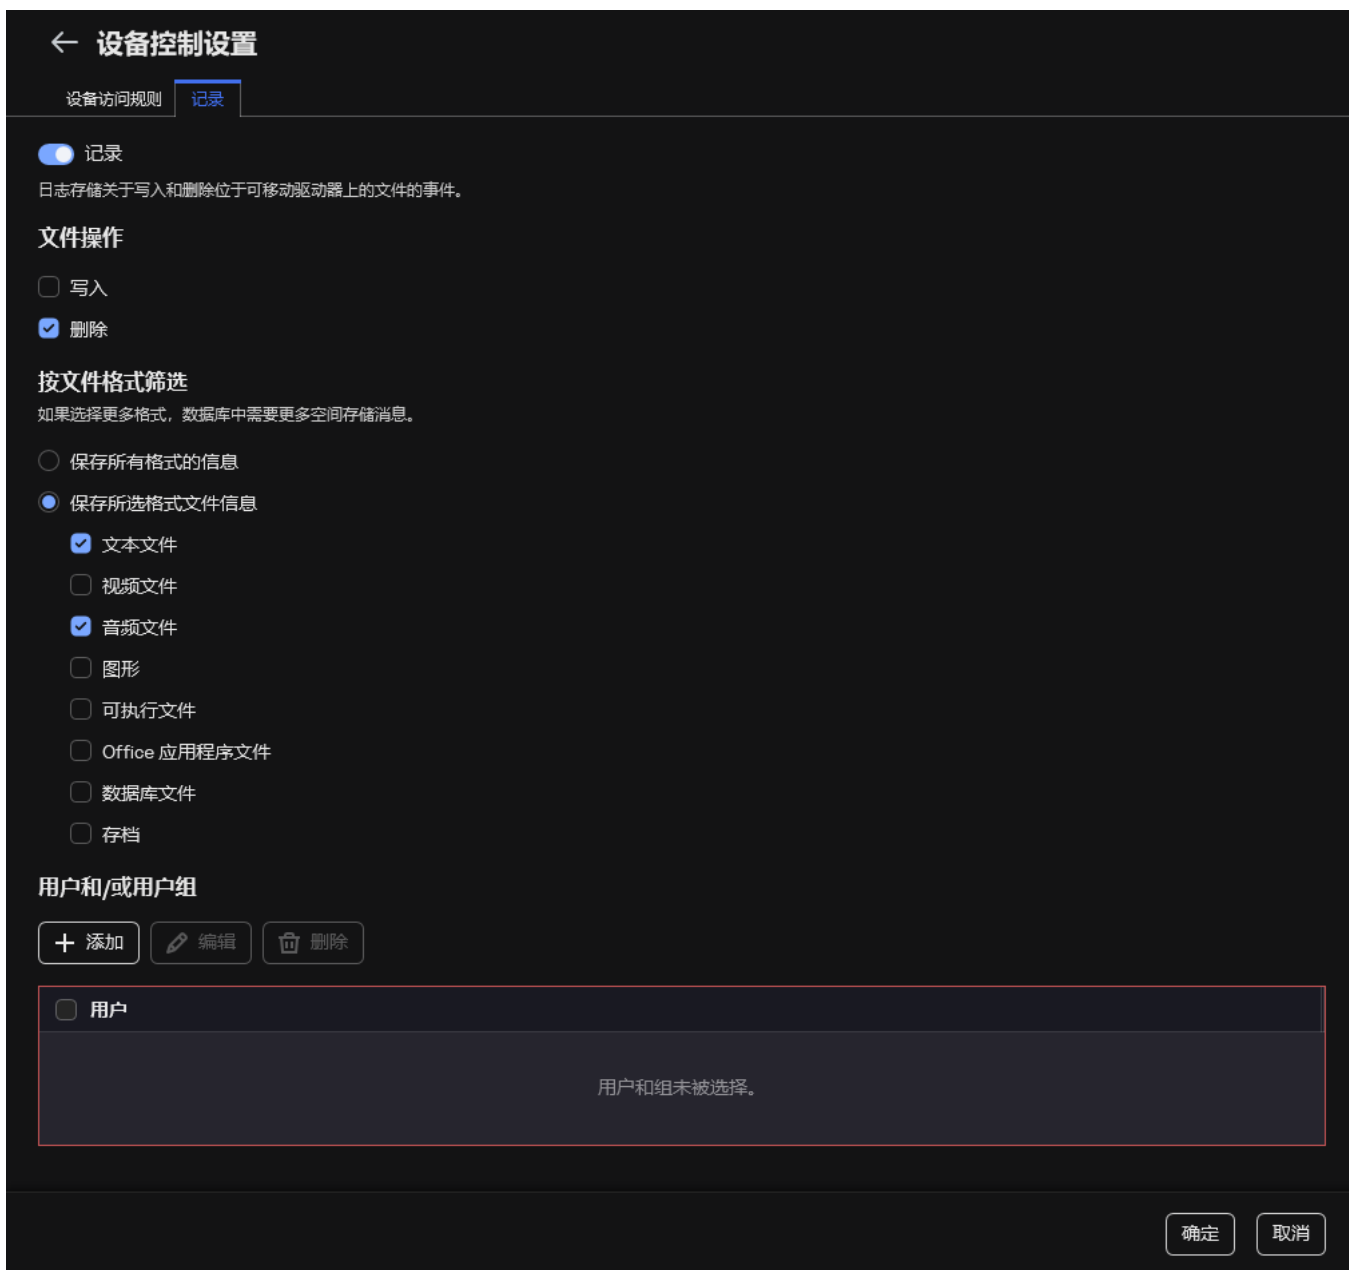 设备控制设置
设备访问规则 记录
记录
日志存储关于写入和删除位于可移动驱动器上的文件的事件。
文件操作
写入
删除
按文件格式筛选
如果选择更多格式，数据库中需要更多空间存储消息。
保存所有格式的信息
保存所选格式文件信息
文本文件
视频文件
音频文件
图形
可执行文件
Office 应用程序文件
数据库文件
存档
用户和/或用户组
添加 编辑 删除
用户
用户和组未被选择。
确定 取消